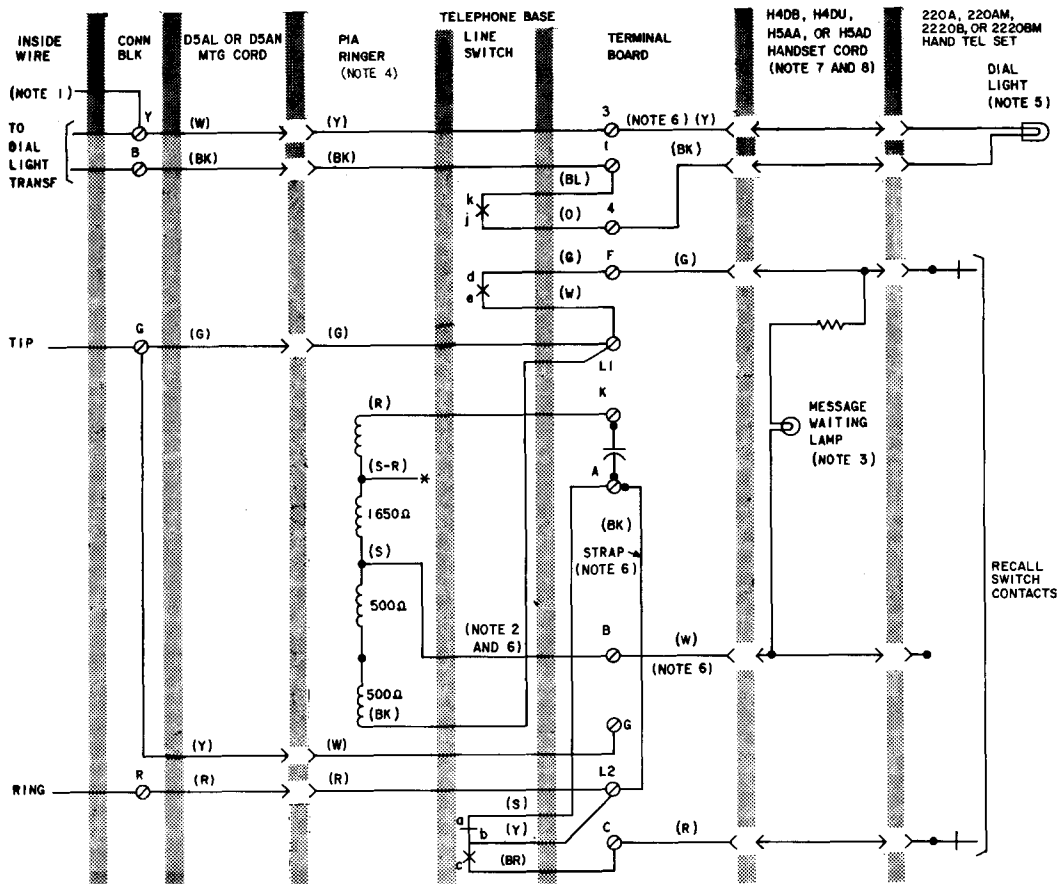 INSIDE
WIRE
CONN
BLK
D5AL OR D5AN
MTG CORD
PIA
RINGER
(NOTE 4)
TELEPHONE BASE
LINE
SWITCH
TERMINAL
BOARD
H4DB, H4DU,
H5AA, OR H5AD
HANDSET CORD
(NOTE 7 AND 8)
220A, 220AM,
2220B, OR 2220BM
HAND TEL SET
DIAL
LIGHT
(NOTE 5)
(NOTE 1)
TO
DIAL
LIGHT
TRANSF
Y
(W)
(Y)
3
(NOTE 6) (Y)
B
(BK)
(BK)
1
(BK)
(BL)
k
j
(O)
4
d
e
(G)
F
(G)
(W)
TIP
G
(G)
(G)
L1
(R)
K
(S-R)
A
1650Ω
(BK)
(S)
STRAP
(NOTE 6)
MESSAGE
WAITING
LAMP
(NOTE 3)
RECALL
SWITCH
CONTACTS
500Ω
(NOTE 2
AND 6)
B
(W)
(NOTE 6)
500Ω
(BK)
G
(Y)
(W)
RING
R
(R)
(R)
L2
a
(S)
b
(Y)
C
(R)
c
(BR)